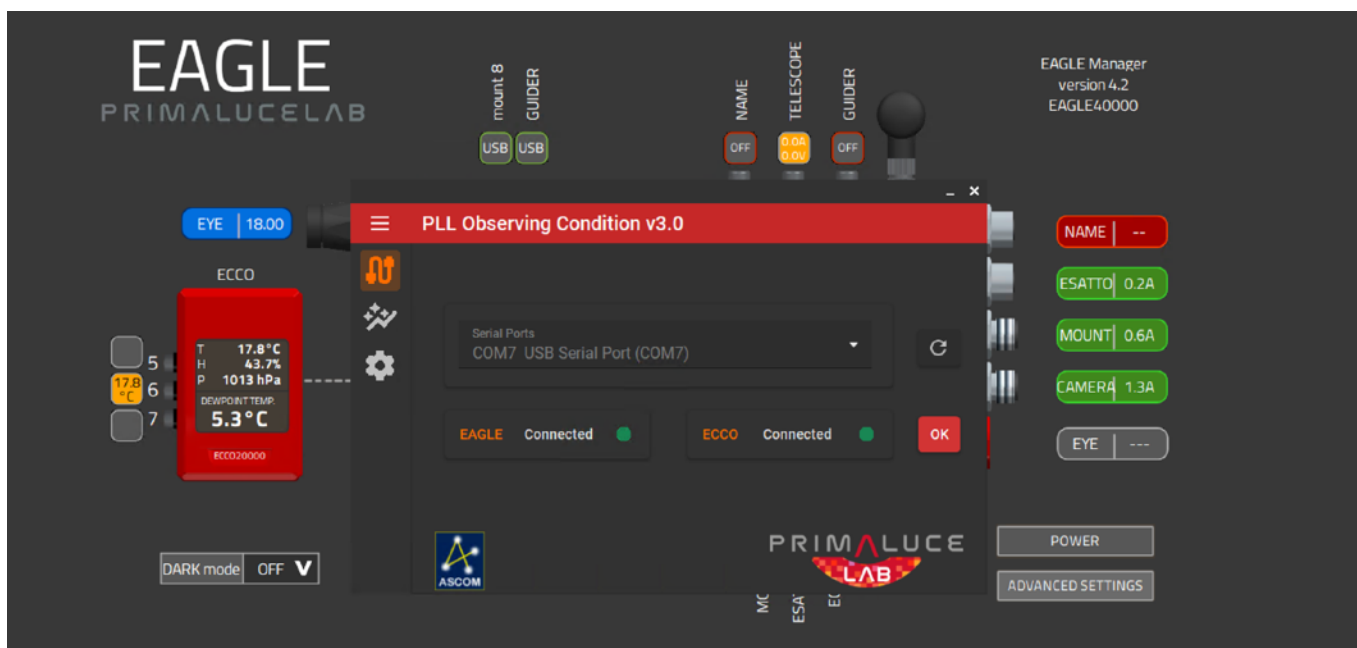 EAGLE
PRIMALUCELAB
mount 8
GUIDER
USB
USB
NAME
TELESCOPE
GUIDER
OFF
0.0A
0.0V
OFF
EAGLE Manager
version 4.2
EAGLE40000
EYE 18.00
ECCO
T 17.8°C
H 43.7%
P 1013 hPa
DEWPOINT TEMP.
5.3°C
ECCO20000
5
17.8
°C
6
7
DARK mode OFF V
PLL Observing Condition v3.0
Serial Ports
COM7 USB Serial Port (COM7)
EAGLE Connected
ECCO Connected
OK
ASCOM
PRIMALUCE
LAB
NAME --
ESATTO 0.2A
MOUNT 0.6A
CAMERA 1.3A
EYE ---
POWER
ADVANCED SETTINGS
MO
ESA